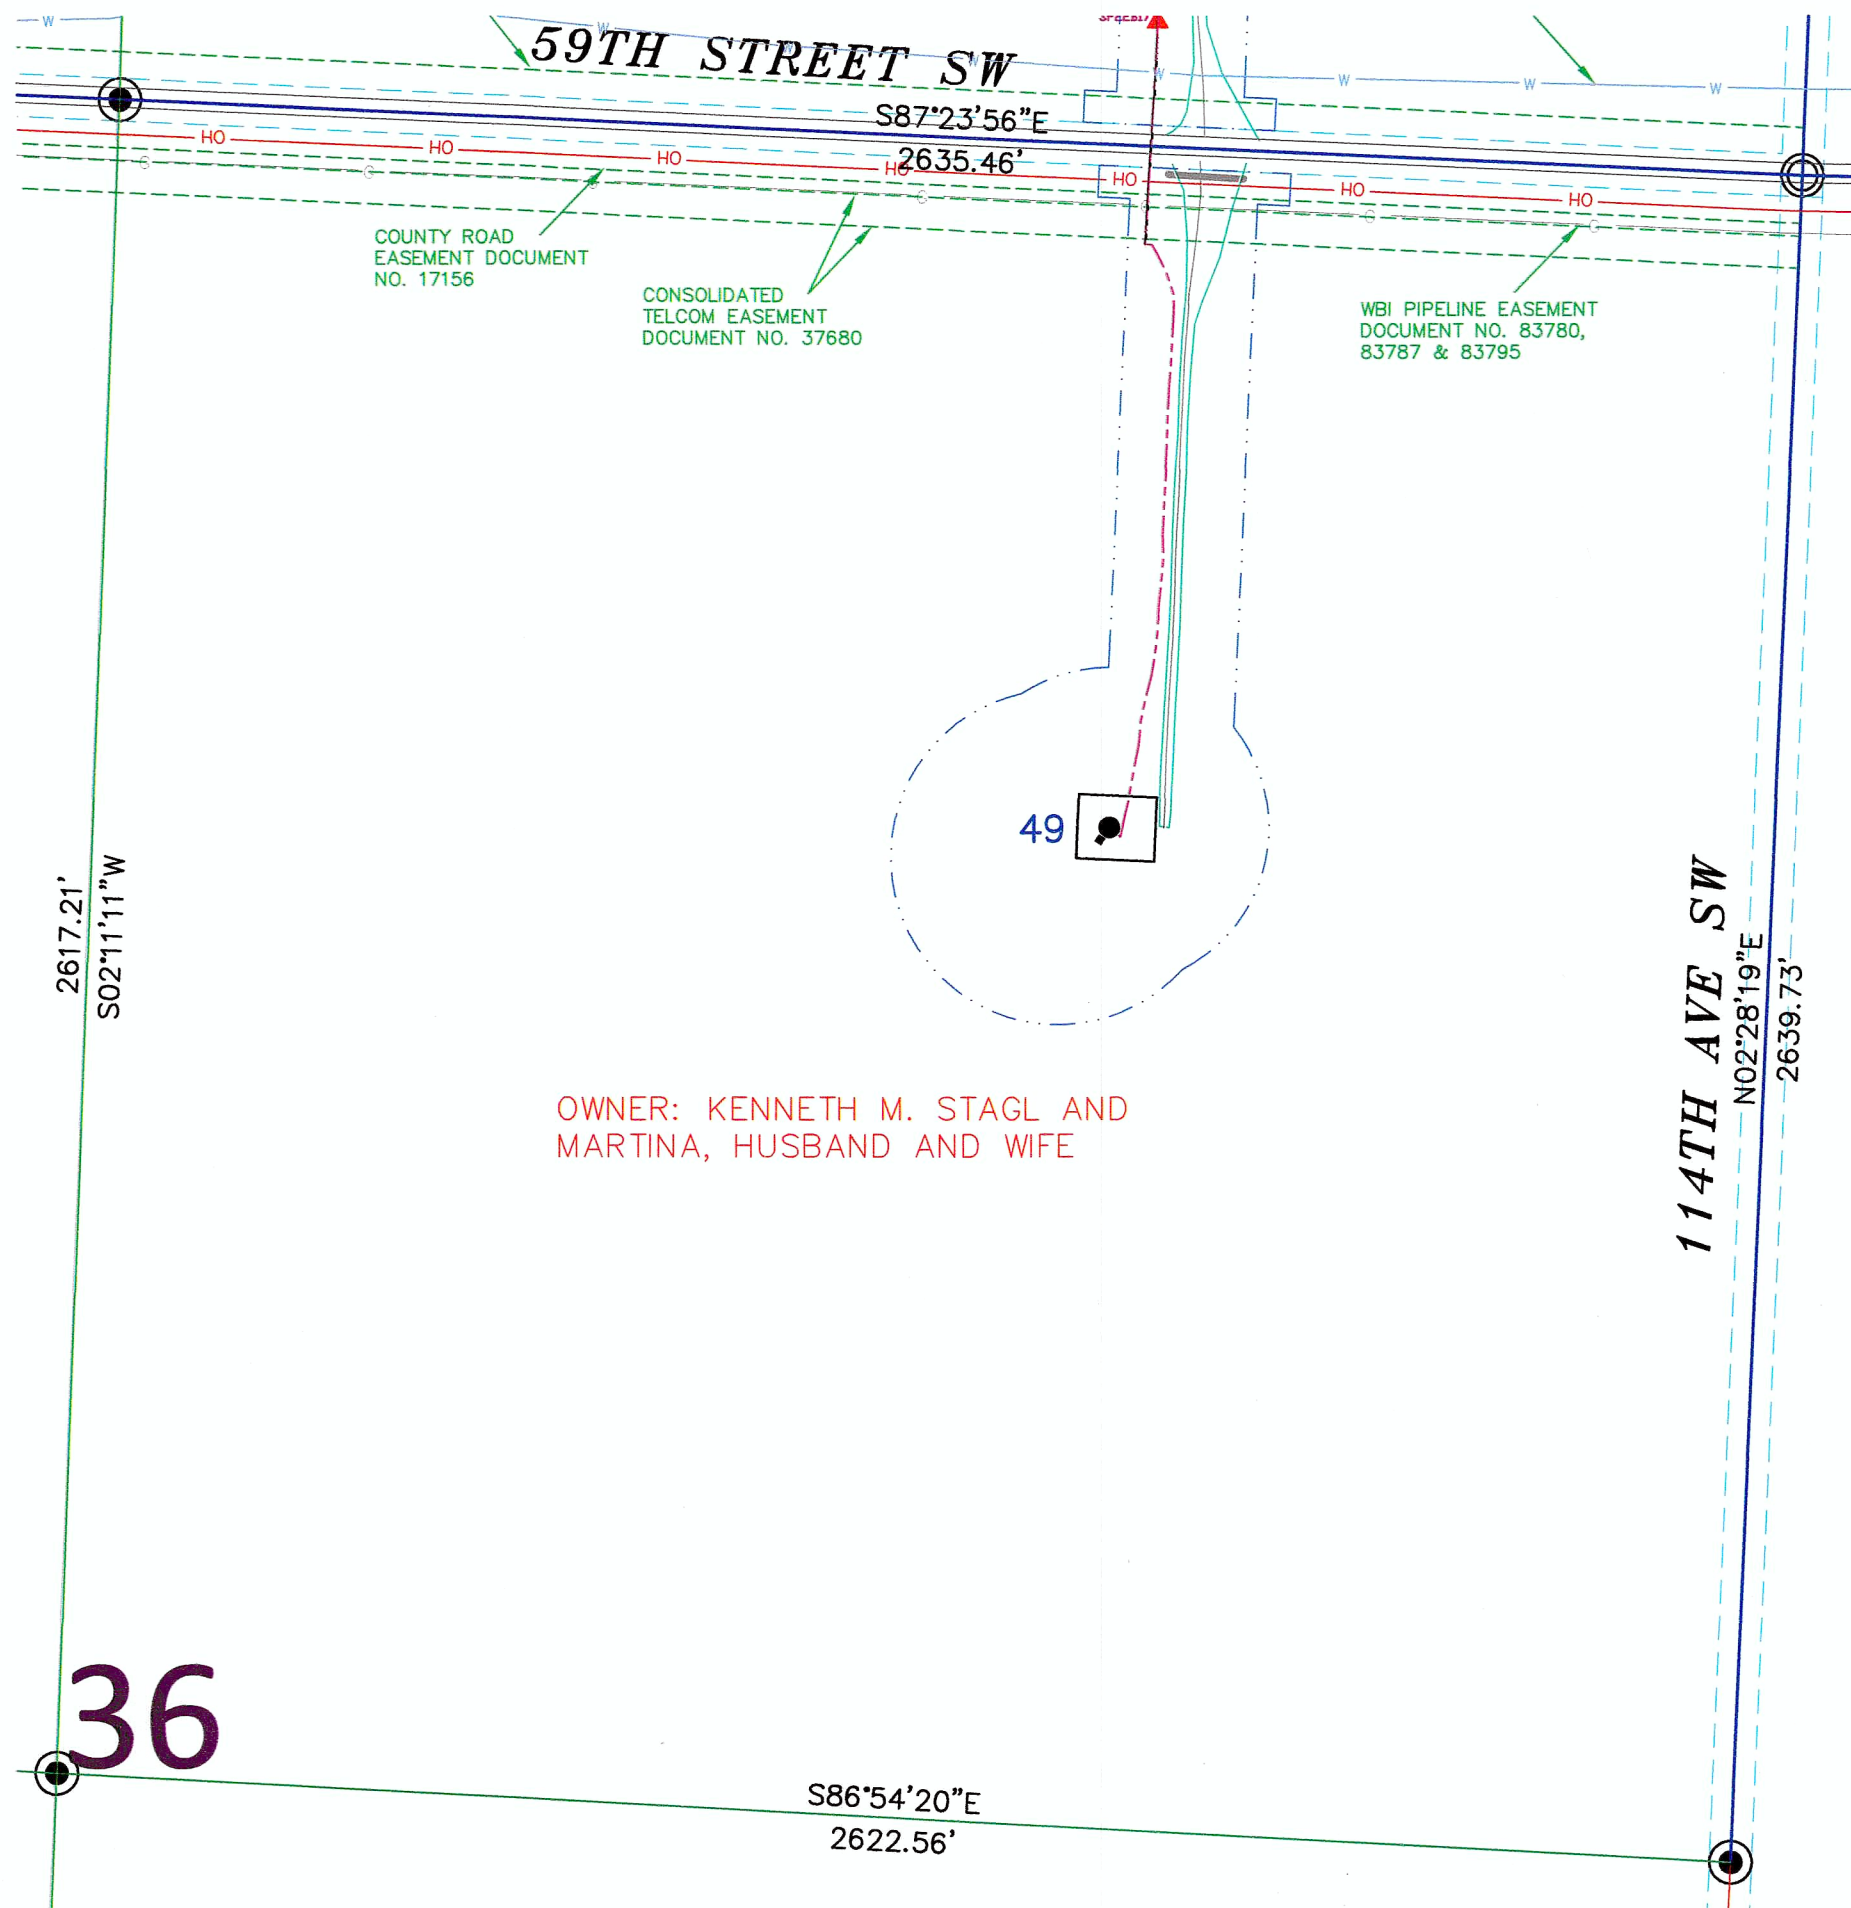 W
W
W
W
W
W
W
W
59TH STREET SW
S87°23'56"E
2635.46'
HO
HO
HO
HO
HO
HO
HO
G
G
G
G
G
G
COUNTY ROAD
EASEMENT DOCUMENT
NO. 17156
CONSOLIDATED
TELCOM EASEMENT
DOCUMENT NO. 37680
WBI PIPELINE EASEMENT
DOCUMENT NO. 83780,
83787 & 83795
49
2617.21'
S02°11'11"W
114TH AVE SW
N02°28'19"E
2639.73'
OWNER: KENNETH M. STAGL AND
MARTINA, HUSBAND AND WIFE
36
S86°54'20"E
2622.56'